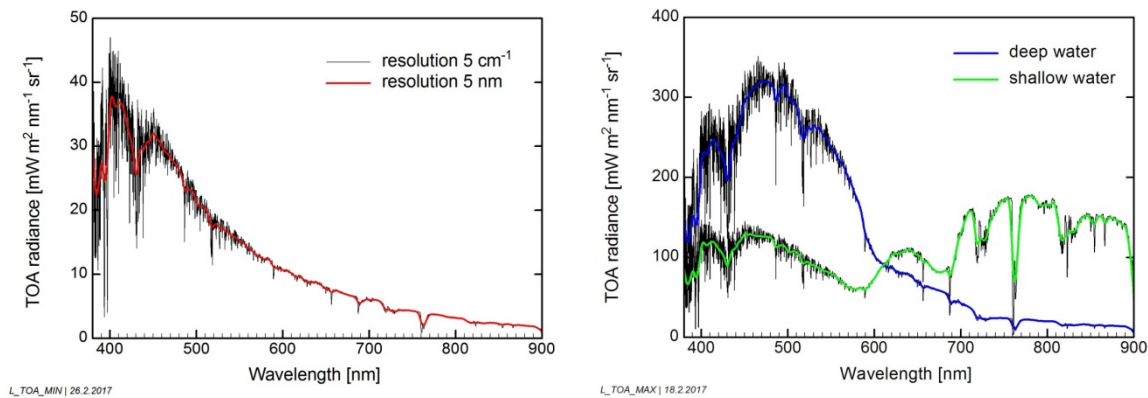 TOA radiance [mW m² nm⁻¹ sr⁻¹]
50
40
30
20
10
0
resolution 5 cm⁻¹
resolution 5 nm
400 500 600 700 800 900
Wavelength [nm]
L_TOA_MIN | 26.2.2017
TOA radiance [mW m² nm⁻¹ sr⁻¹]
400
300
200
100
0
deep water
shallow water
400 500 600 700 800 900
Wavelength [nm]
L_TOA_MAX | 18.2.2017